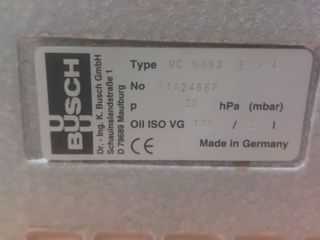 BUSCH
Dr. - Ing. K. Busch GmbH
Schauinslandstraße 1
D 79689 Maulburg
Type RC 0063 E
No
p 20 hPa (mbar)
Oil ISO VG / l
Made in Germany